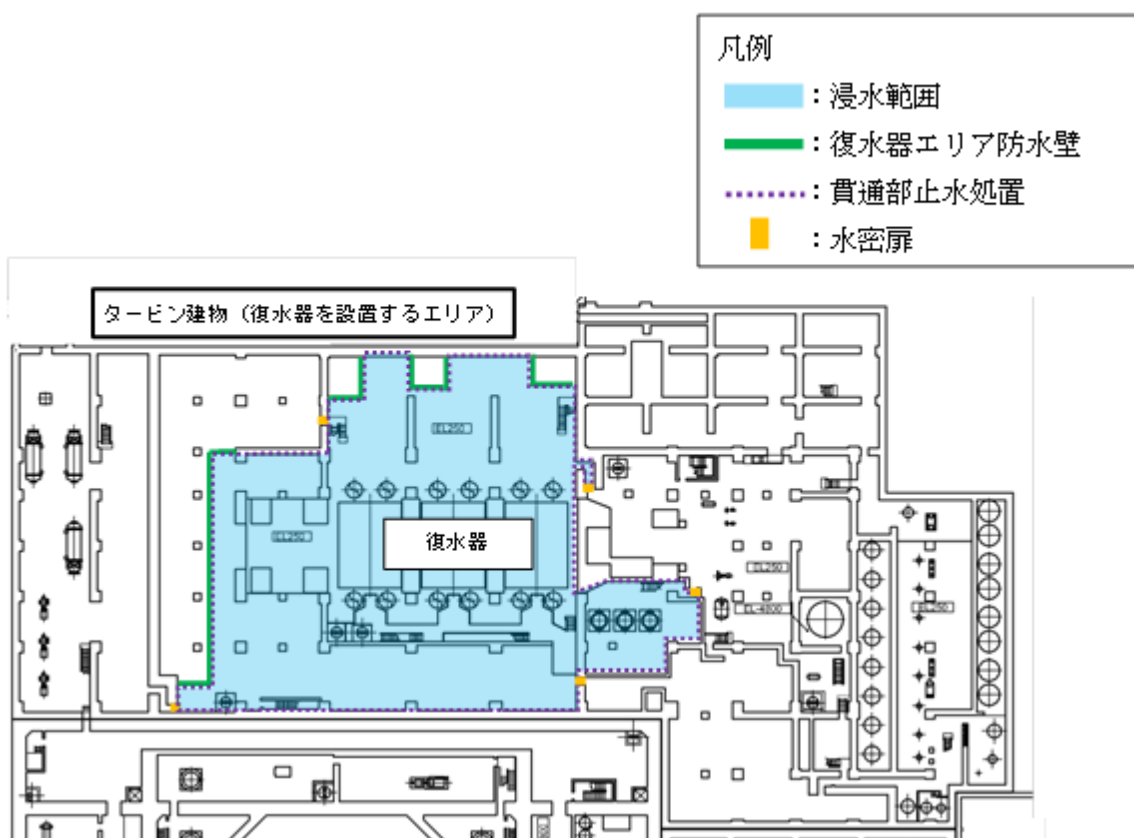 凡例
：浸水範囲
：復水器エリア防水壁
：貫通部止水処置
：水密扉
タービン建物（復水器を設置するエリア）
EL250
EL250
復水器
EL250
EL-4800
EL250